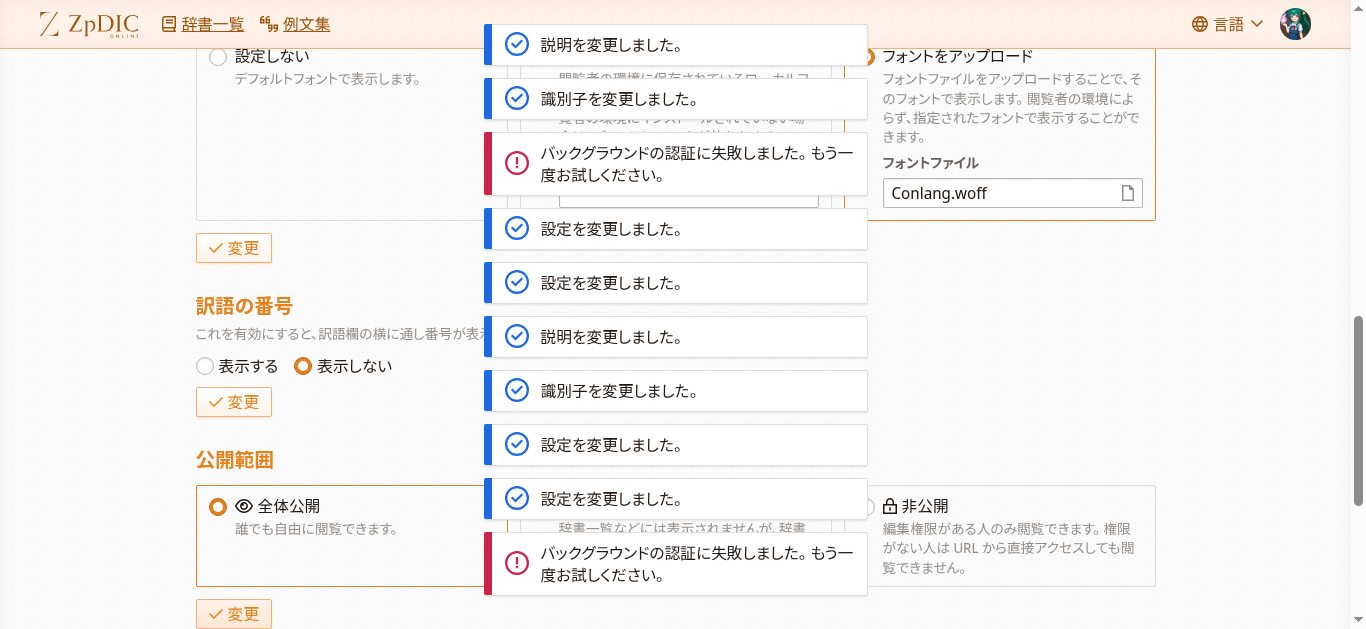 ZpDIC
ONLINE
辞書一覧
例文集
言語
設定しない
デフォルトフォントで表示します。
フォントをアップロード
フォントファイルをアップロードすることで、そ
のフォントで表示します。閲覧者の環境によ
らず、指定されたフォントで表示することがで
きます。
フォントファイル
Conlang.woff
変更
訳語の番号
これを有効にすると、訳語欄の横に通し番号が表
表示する
表示しない
変更
公開範囲
全体公開
誰でも自由に閲覧できます。
辞書一覧などには表示されませんが、辞書
非公開
編集権限がある人のみ閲覧できます。権限
がない人は URL から直接アクセスしても閲
覧できません。
変更
説明を変更しました。
識別子を変更しました。
バックグラウンドの認証に失敗しました。もう一
度お試しください。
設定を変更しました。
設定を変更しました。
説明を変更しました。
識別子を変更しました。
設定を変更しました。
設定を変更しました。
バックグラウンドの認証に失敗しました。もう一
度お試しください。